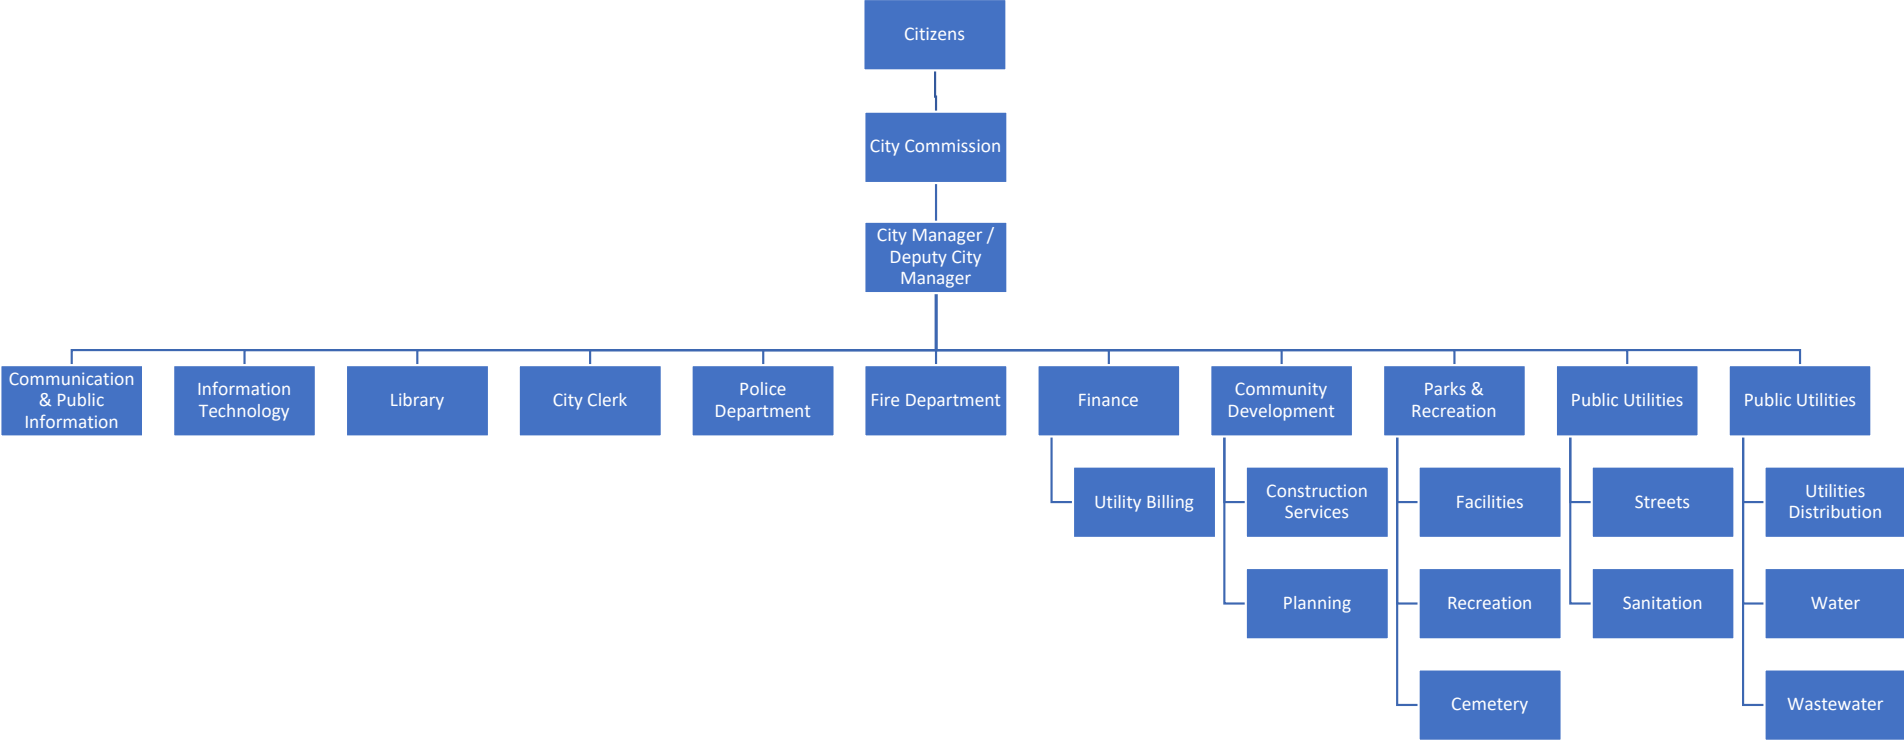 Citizens
City Commission
City Manager /
Deputy City
Manager
Communication
& Public
Information
Information
Technology
Library
City Clerk
Police
Department
Fire Department
Finance
Community
Development
Parks &
Recreation
Public Utilities
Public Utilities
Utility Billing
Construction
Services
Facilities
Streets
Utilities
Distribution
Planning
Recreation
Sanitation
Water
Cemetery
Wastewater